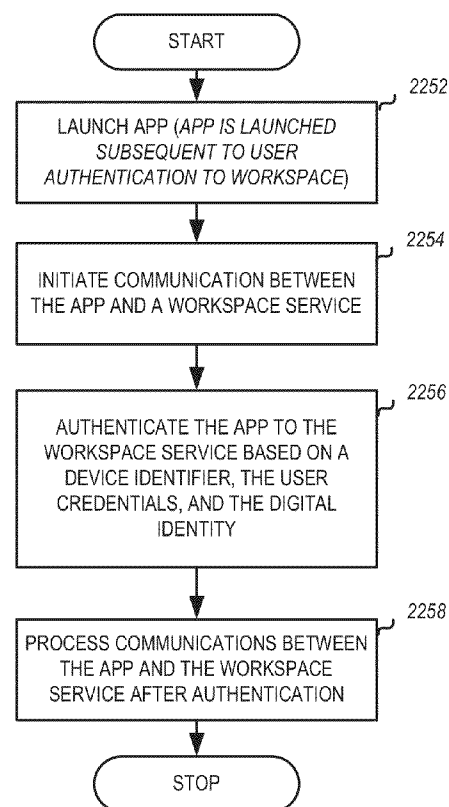 START
2252
LAUNCH APP (APP IS LAUNCHED
SUBSEQUENT TO USER
AUTHENTICATION TO WORKSPACE)
2254
INITIATE COMMUNICATION BETWEEN
THE APP AND A WORKSPACE SERVICE
2256
AUTHENTICATE THE APP TO THE
WORKSPACE SERVICE BASED ON A
DEVICE IDENTIFIER, THE USER
CREDENTIALS, AND THE DIGITAL
IDENTITY
2258
PROCESS COMMUNICATIONS BETWEEN
THE APP AND THE WORKSPACE
SERVICE AFTER AUTHENTICATION
STOP